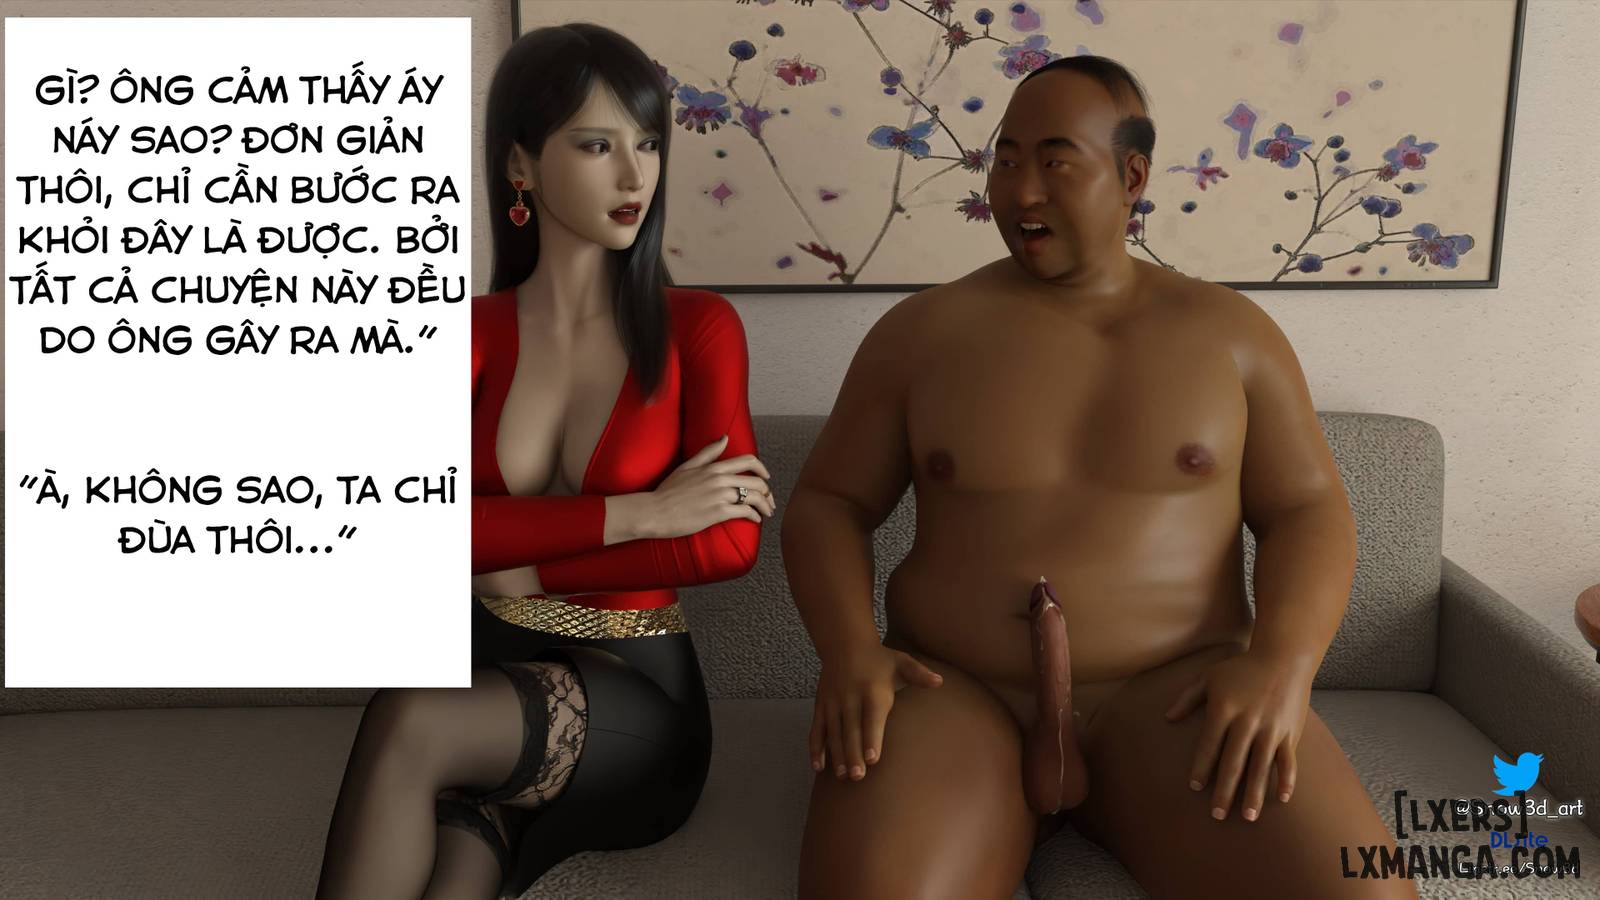 GÌ? ÔNG CẢM THẤY ÁY
NÁY SAO? ĐƠN GIẢN
THÔI, CHỈ CẦN BƯỚC RA
KHỎI ĐÂY LÀ ĐƯỢC. BỞI
TẤT CẢ CHUYỆN NÀY ĐỀU
DO ÔNG GÂY RA MÀ."
"À, KHÔNG SAO, TA CHỈ
ĐÙA THÔI..."
@Snow3d_art
[LXERS]
DLsite
LXMANGA.COM